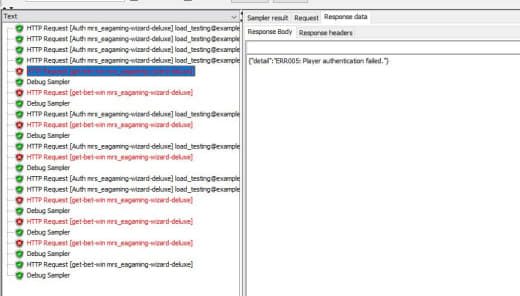 Text
Sampler result Request Response data
Response Body Response headers
{"detail":"ERR005: Player authentication failed."}
HTTP Request [Auth mrs_eagaming-wizard-deluxe] load_testing@example
HTTP Request [Auth mrs_eagaming-wizard-deluxe] load_testing@example
HTTP Request [Auth mrs_eagaming-wizard-deluxe] load_testing@example
HTTP Request [Auth mrs_eagaming-wizard-deluxe] load_testing@example
HTTP Request [get-bet-win mrs_eagaming-wizard-deluxe]
Debug Sampler
HTTP Request [get-bet-win mrs_eagaming-wizard-deluxe]
Debug Sampler
HTTP Request [Auth mrs_eagaming-wizard-deluxe] load_testing@example
HTTP Request [Auth mrs_eagaming-wizard-deluxe] load_testing@example
HTTP Request [Auth mrs_eagaming-wizard-deluxe] load_testing@example
HTTP Request [get-bet-win mrs_eagaming-wizard-deluxe]
Debug Sampler
HTTP Request [get-bet-win mrs_eagaming-wizard-deluxe]
Debug Sampler
HTTP Request [Auth mrs_eagaming-wizard-deluxe] load_testing@example
HTTP Request [Auth mrs_eagaming-wizard-deluxe] load_testing@example
HTTP Request [get-bet-win mrs_eagaming-wizard-deluxe]
Debug Sampler
HTTP Request [get-bet-win mrs_eagaming-wizard-deluxe]
Debug Sampler
HTTP Request [get-bet-win mrs_eagaming-wizard-deluxe]
Debug Sampler
HTTP Request [get-bet-win mrs_eagaming-wizard-deluxe]
Debug Sampler